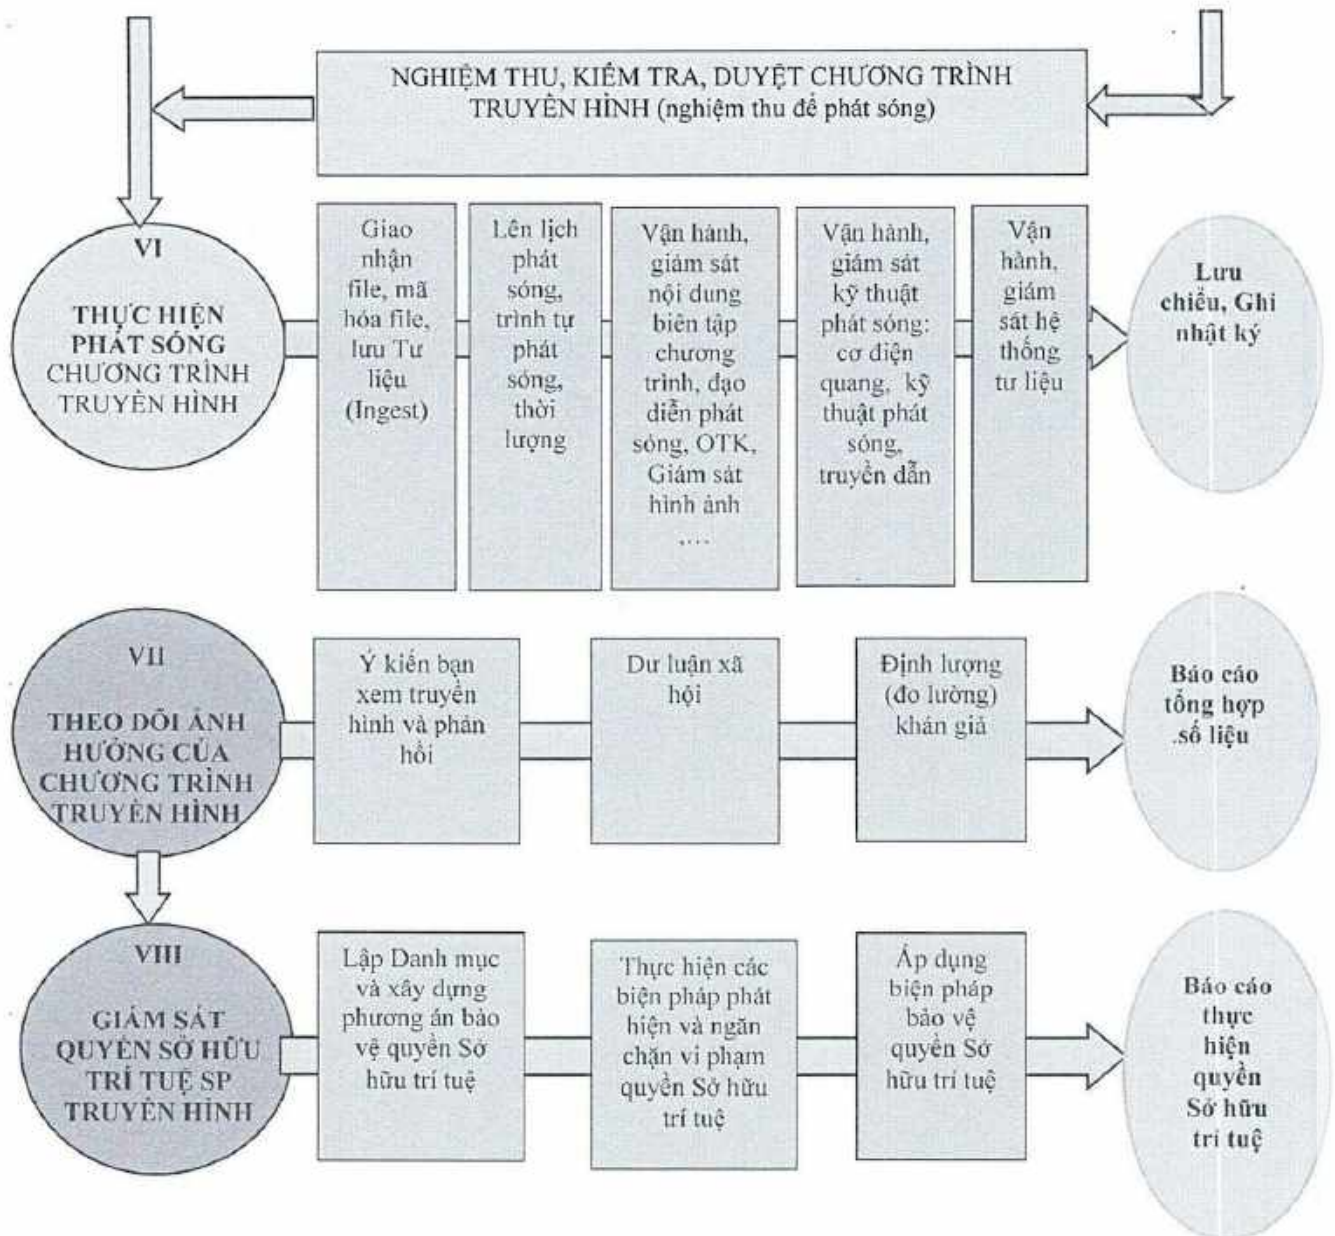 NGHIỆM THU, KIỂM TRA, DUYỆT CHƯƠNG TRÌNH
TRUYỀN HÌNH (nghiệm thu để phát sóng)
VI
THỰC HIỆN
PHÁT SÓNG
CHƯƠNG TRÌNH
TRUYỀN HÌNH
Giao
nhận
file, mã
hóa file,
lưu Tư
liệu
(Ingest)
Lên lịch
phát
sóng,
trình tự
phát
sóng,
thời
lượng
Vận hành,
giám sát
nội dung
biên tập
chương
trình, đạo
diễn phát
sóng, OTK,
Giám sát
hình ảnh
,...
Vận hành,
giám sát
kỹ thuật
phát sóng:
cơ điện
quang, kỹ
thuật phát
sóng,
truyền dẫn
Vận
hành,
giám
sát hệ
thống
tư liệu
Lưu
chiểu, Ghi
nhật ký
VII
THEO DÕI ẢNH
HƯỞNG CỦA
CHƯƠNG TRÌNH
TRUYỀN HÌNH
Ý kiến bạn
xem truyền
hình và phản
hồi
Dư luận xã
hội
Định lượng
(đo lường)
khán giả
Báo cáo
tổng hợp
số liệu
VIII
GIÁM SÁT
QUYỀN SỞ HỮU
TRÍ TUỆ SP
TRUYỀN HÌNH
Lập Danh mục
và xây dựng
phương án bảo
vệ quyền Sở
hữu trí tuệ
Thực hiện các
biện pháp phát
hiện và ngăn
chặn vi phạm
quyền Sở hữu
trí tuệ
Áp dụng
biện pháp
bảo vệ
quyền Sở
hữu trí tuệ
Báo cáo
thực
hiện
quyền
Sở hữu
trí tuệ